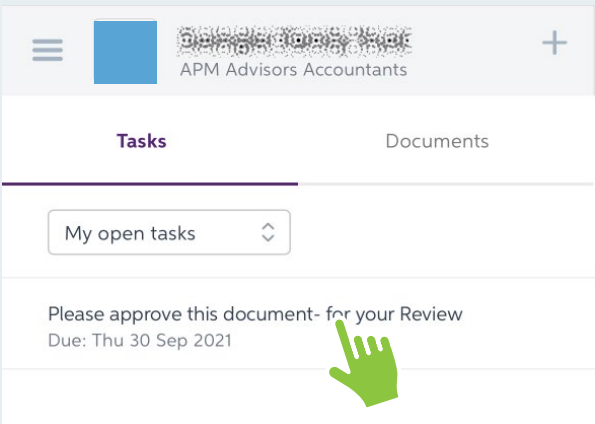 APM Advisors Accountants
Tasks
Documents
My open tasks
Please approve this document- for your Review
Due: Thu 30 Sep 2021